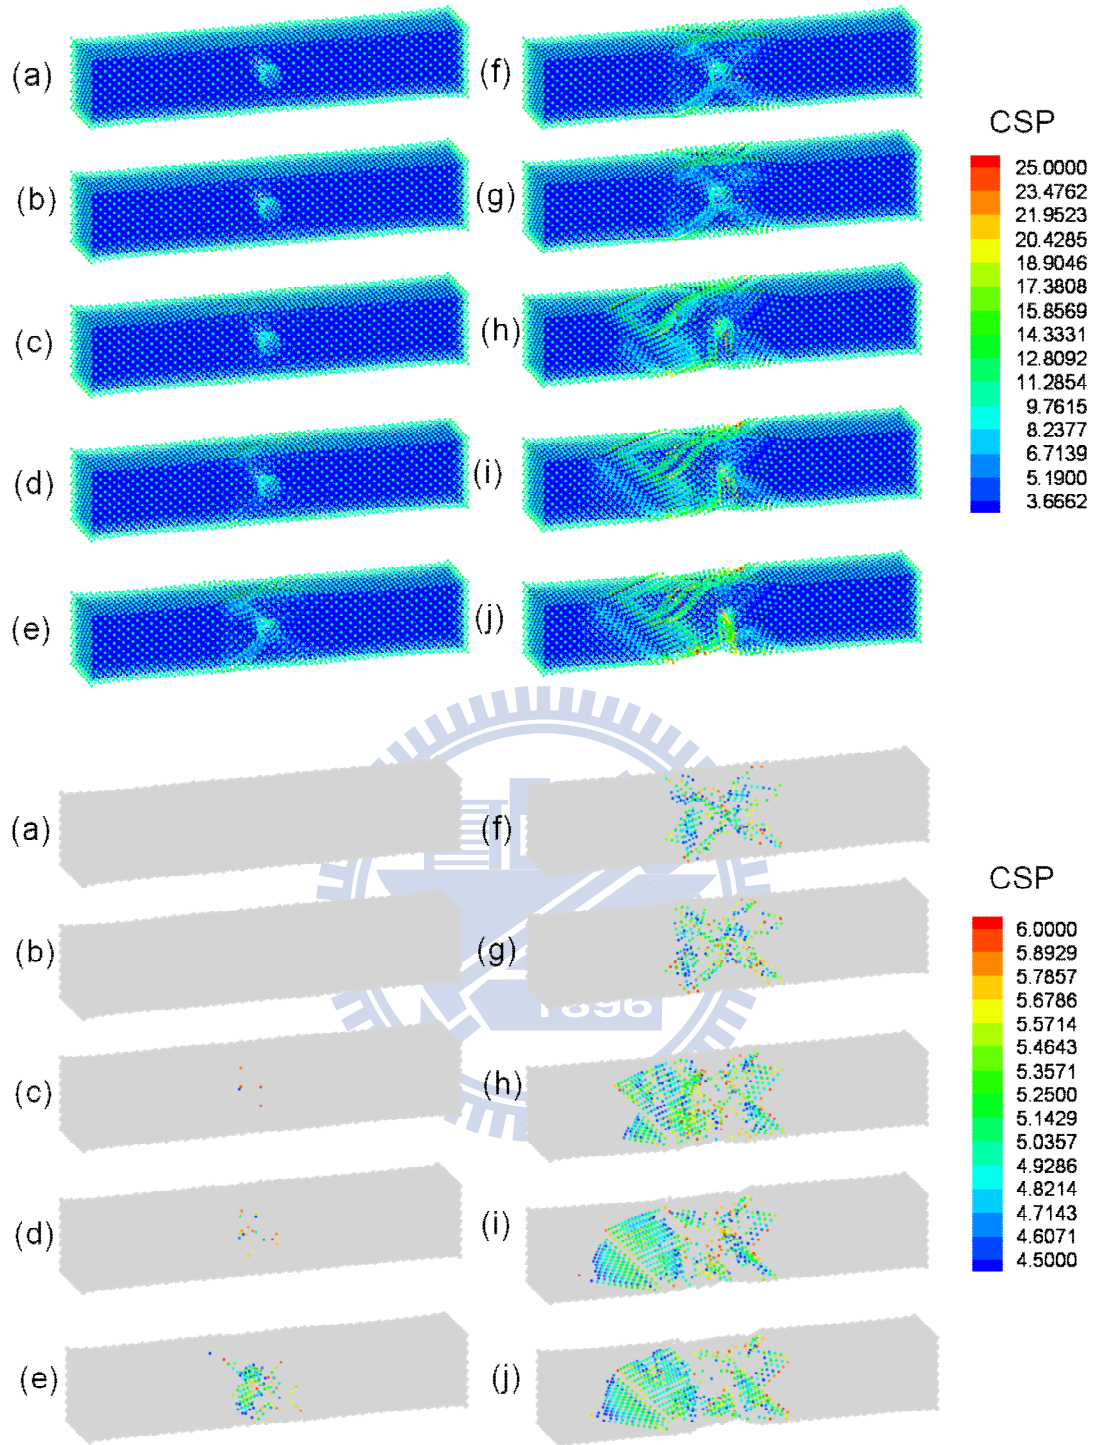 (a)
(b)
(c)
(d)
(e)
(f)
(g)
(h)
(i)
(j)
CSP
25.0000
23.4762
21.9523
20.4285
18.9046
17.3808
15.8569
14.3331
12.8092
11.2854
9.7615
8.2377
6.7139
5.1900
3.6662
(a)
(b)
(c)
(d)
(e)
(f)
(g)
(h)
(i)
(j)
1896
CSP
6.0000
5.8929
5.7857
5.6786
5.5714
5.4643
5.3571
5.2500
5.1429
5.0357
4.9286
4.8214
4.7143
4.6071
4.5000